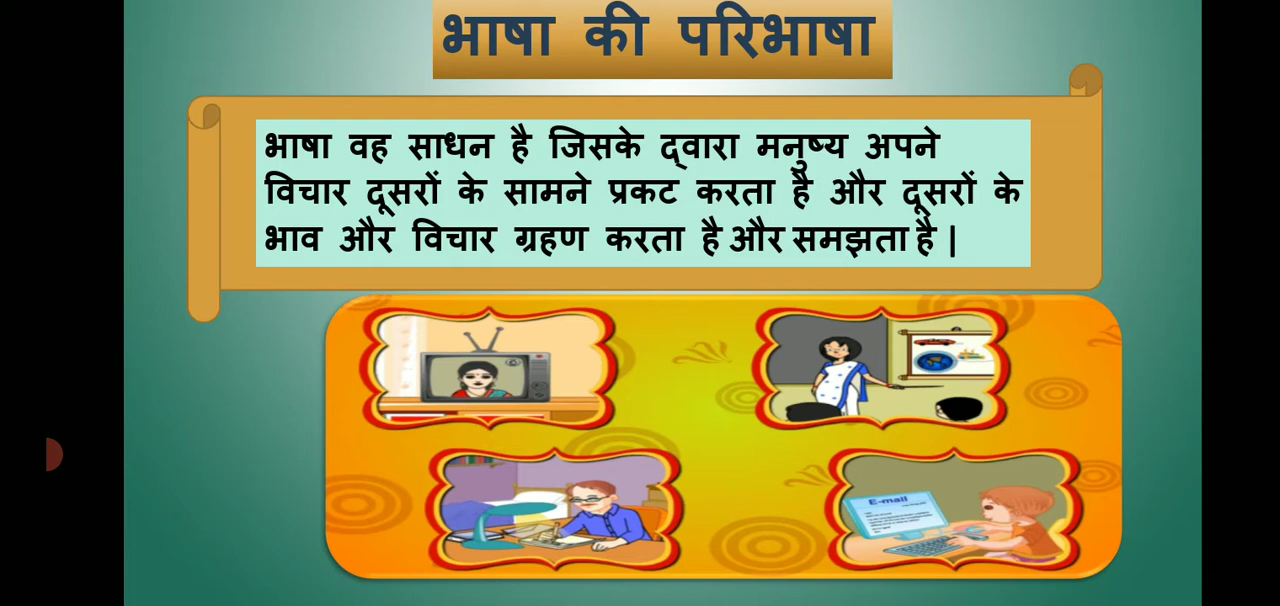 भाषा की परिभाषा
भाषा वह साधन है जिसके द्वारा मनुष्य अपने
विचार दूसरों के सामने प्रकट करता है और दूसरों के
भाव और विचार ग्रहण करता है और समझता है |
E-mail